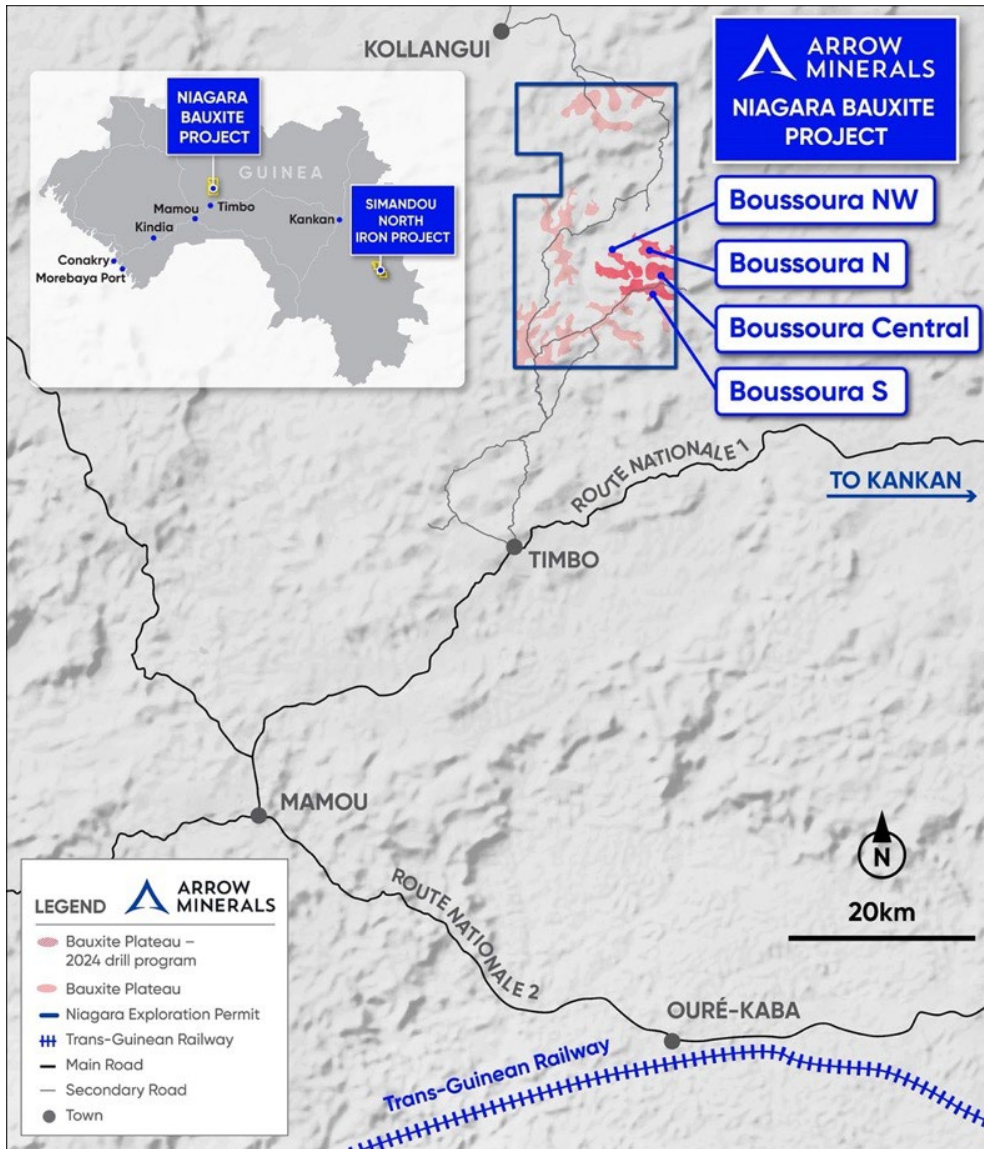 KOLLANGUI
ARROW
MINERALS
NIAGARA BAUXITE
PROJECT
NIAGARA
BAUXITE
PROJECT
GUINEA
SIMANDOU
NORTH
IRON PROJECT
Mamou
Timbo
Kankan
Kindia
Conakry
Morebaya Port
Boussoura NW
Boussoura N
Boussoura Central
Boussoura S
ROUTE NATIONALE 1
TO KANKAN
TIMBO
MAMOU
ROUTE NATIONALE 2
N
20km
OURÉ-KABA
Trans-Guinean Railway
LEGEND
ARROW
MINERALS
Bauxite Plateau –
2024 drill program
Bauxite Plateau
Niagara Exploration Permit
Trans-Guinean Railway
Main Road
Secondary Road
Town